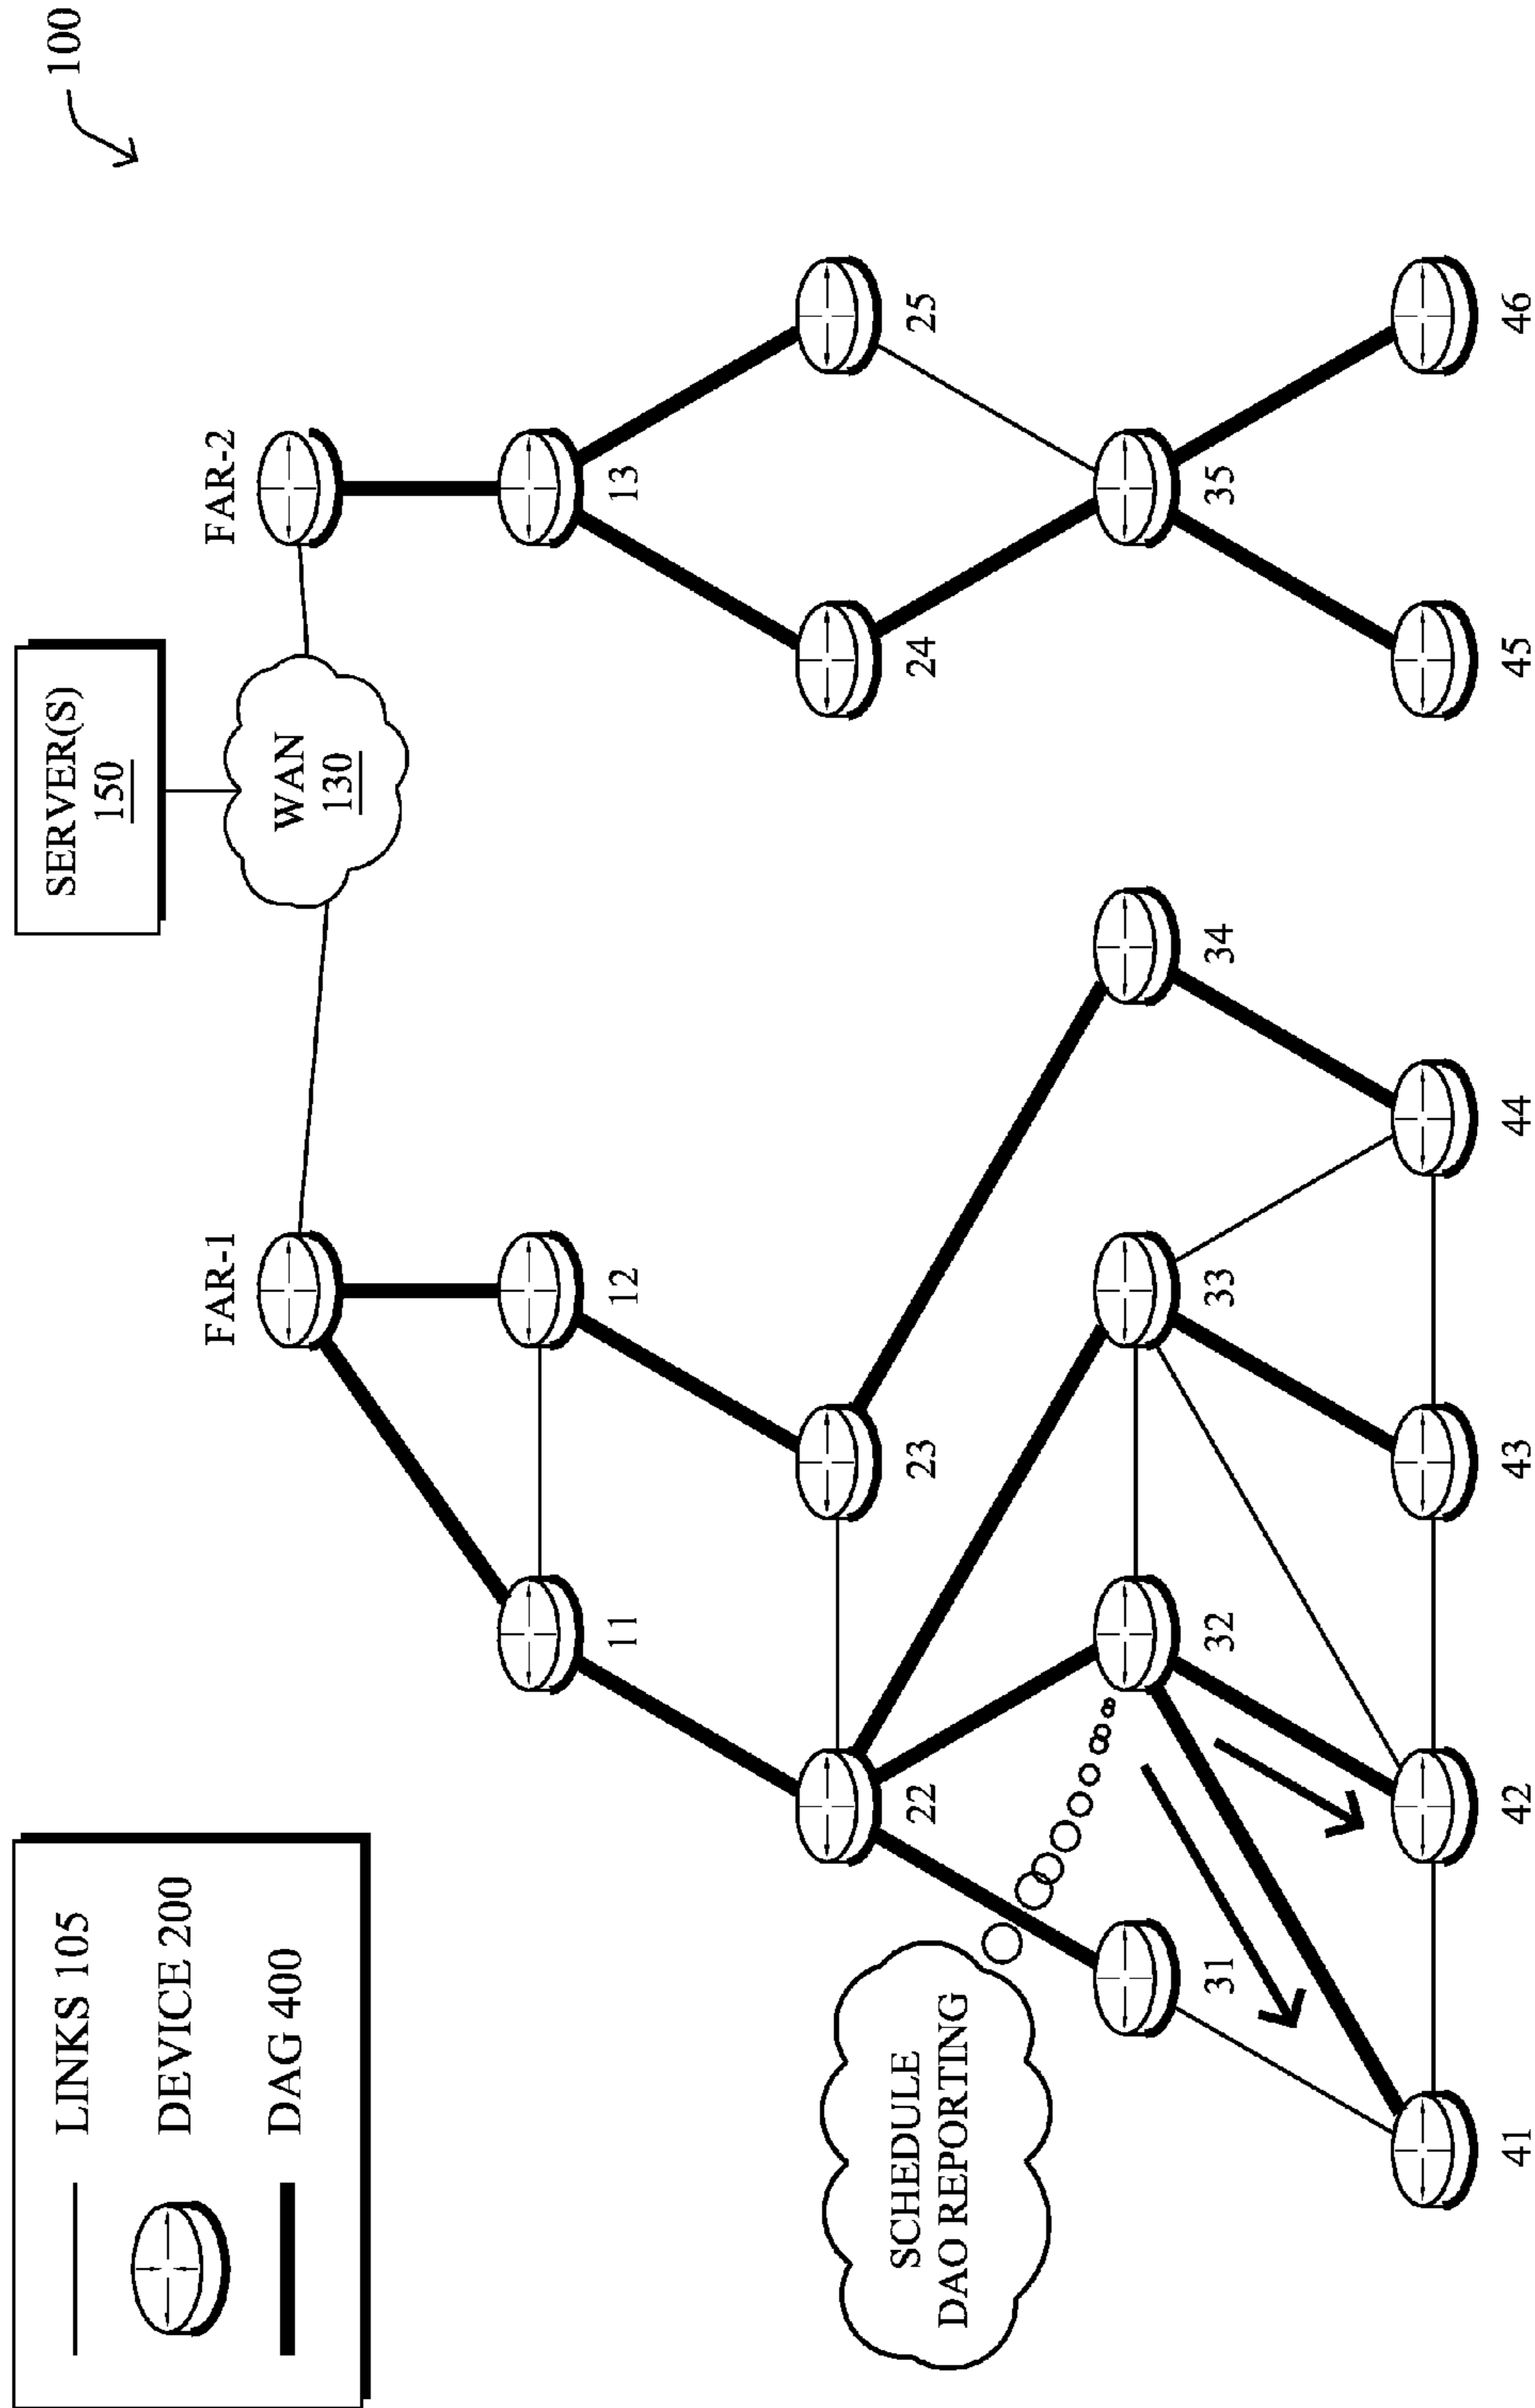 100
LINKS 105
DEVICE 200
DAG 400
SERVER(S)
150
WAN
130
FAR-1
FAR-2
11
12
13
22
23
24
25
SCHEDULE
DAO REPORTING
31
32
33
34
35
41
42
43
44
45
46